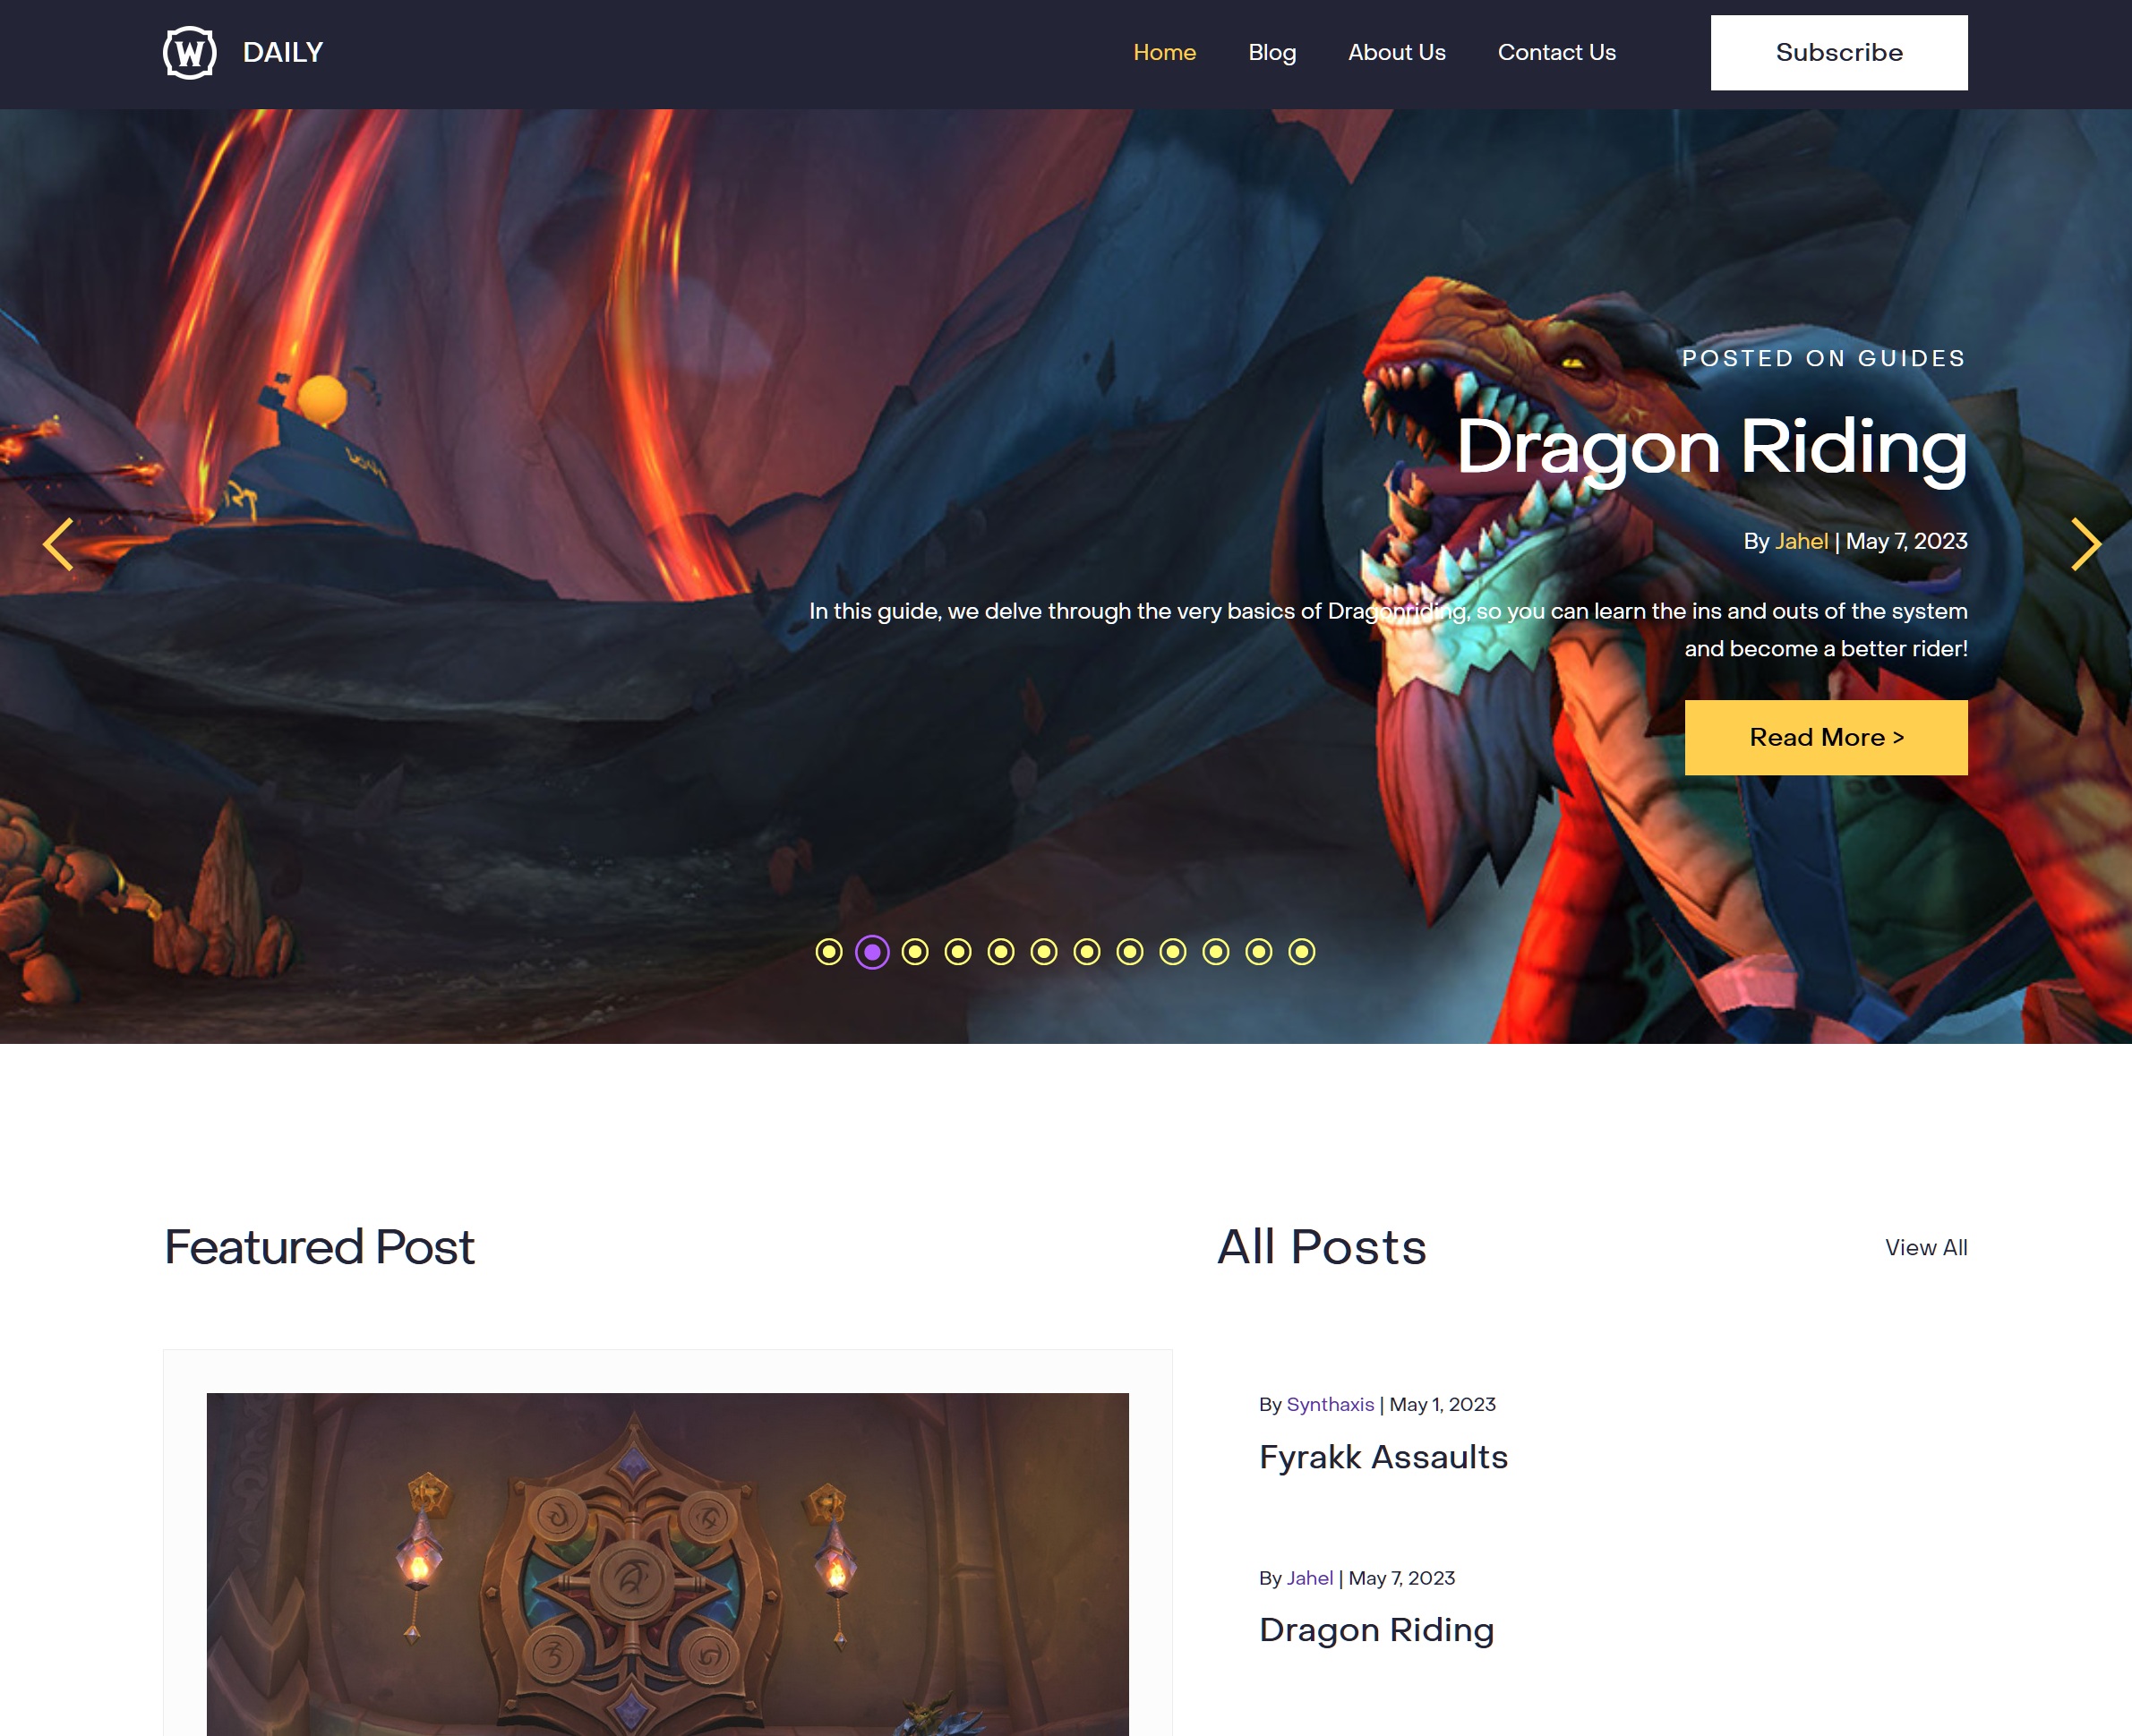 W DAILY
Home Blog About Us Contact Us Subscribe
POSTED ON GUIDES
Dragon Riding
By Jahel | May 7, 2023
In this guide, we delve through the very basics of Dragonriding, so you can learn the ins and outs of the system
and become a better rider!
Read More >
Featured Post
All Posts
View All
By Synthaxis | May 1, 2023
Fyrakk Assaults
By Jahel | May 7, 2023
Dragon Riding